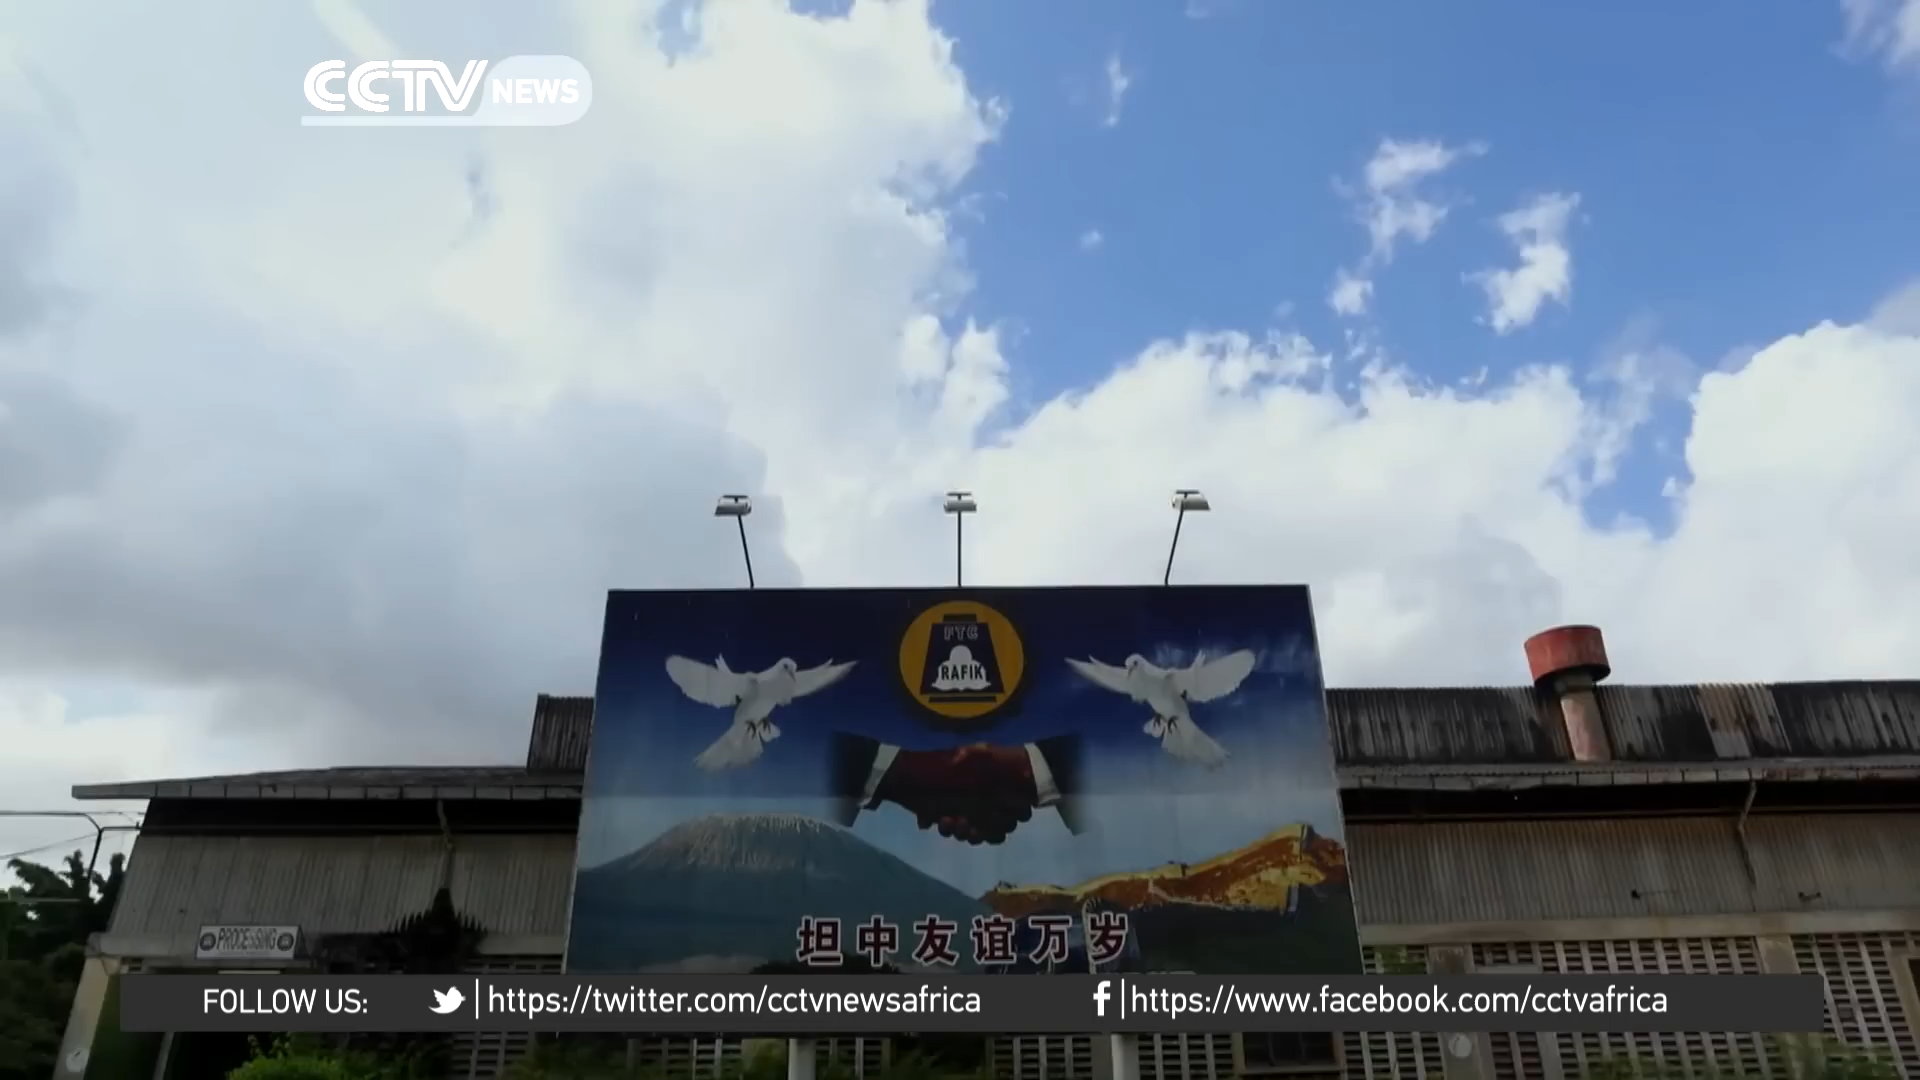 CCTV NEWS
FTC
RAFIK
坦中友谊万岁
PROCESSING
FOLLOW US: https://twitter.com/cctvnewsafrica https://www.facebook.com/cctvafrica